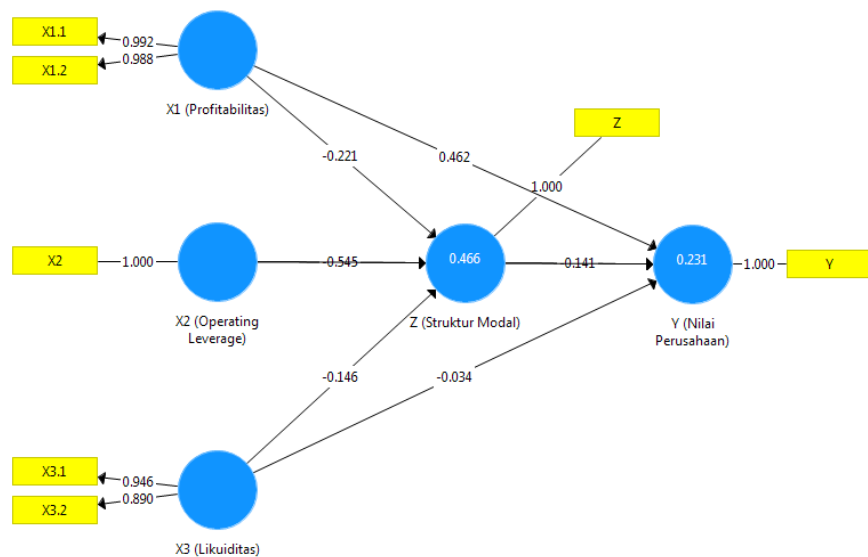 X1.1
0.992
0.988
X1.2
X1 (Profitabilitas)
Z
-0.221
0.462
1.000
X2
1.000
-0.545
0.466
0.141
0.231
1.000
Y
X2 (Operating
Leverage)
Z (Struktur Modal)
Y (Nilai
Perusahaan)
-0.146
-0.034
X3.1
0.946
0.890
X3.2
X3 (Likuiditas)